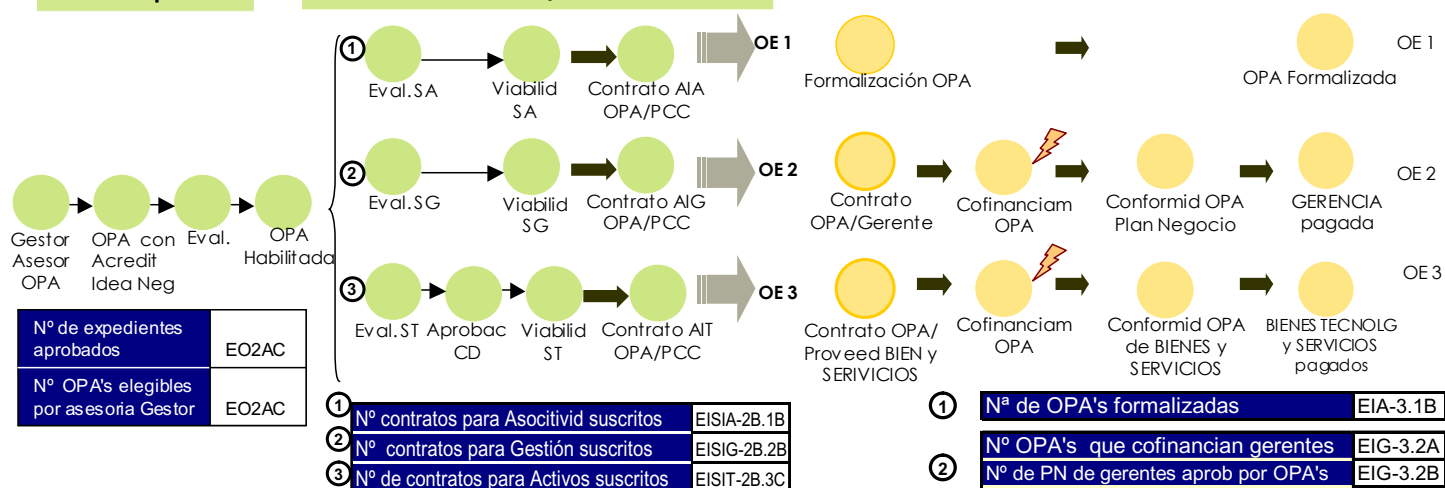 1
Eval.SA
Viabilid
SA
Contrato AIA
OPA/PCC
OE 1
Formalización OPA
OPA Formalizada
OE 1
2
Eval.SG
Viabilid
SG
Contrato AIG
OPA/PCC
OE 2
Contrato
OPA/Gerente
Cofinanciam
OPA
Conformid OPA
Plan Negocio
GERENCIA
pagada
OE 2
Gestor
Asesor
OPA
OPA con
Acredit
Idea Neg
Eval.
OPA
Habilitada
3
Eval.ST
Aprobac
CD
Viabilid
ST
Contrato AIT
OPA/PCC
OE 3
Contrato OPA/
Proveed BIEN y
SERIVICIOS
Cofinanciam
OPA
Conformid OPA
de BIENES y
SERVICIOS
BIENES TECNOLG
y SERVICIOS
pagados
OE 3
Nº de expedientes
aprobados
EO2AC
Nº OPA's elegibles
por asesoria Gestor
EO2AC
1
Nº contratos para Asocitivid suscritos EISIA-2B.1B
2
Nº contratos para Gestión suscritos EISIG-2B.2B
3
Nº de contratos para Activos suscritos EISIT-2B.3C
1
Nª de OPA's formalizadas EIA-3.1B
Nº OPA's que cofinancian gerentes EIG-3.2A
2
Nº de PN de gerentes aprob por OPA's EIG-3.2B